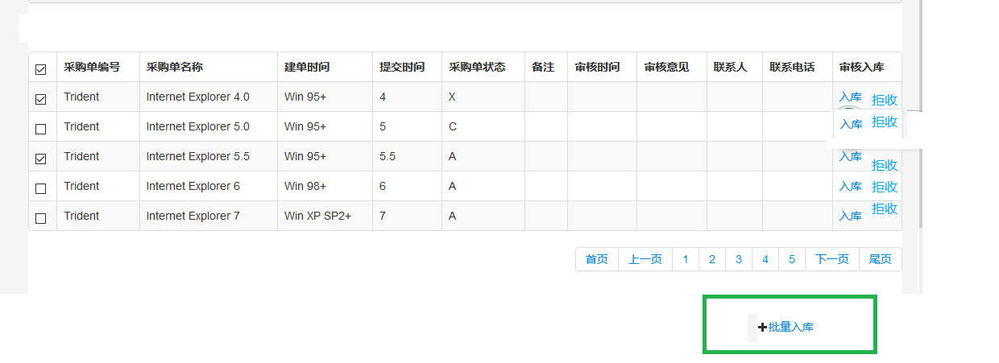 采购单编号 采购单名称 建单时间 提交时间 采购单状态 备注 审核时间 审核意见 联系人 联系电话 审核入库
Trident Internet Explorer 4.0 Win 95+ 4 X 入库 拒收
Trident Internet Explorer 5.0 Win 95+ 5 C 入库 拒收
Trident Internet Explorer 5.5 Win 95+ 5.5 A 入库 拒收
Trident Internet Explorer 6 Win 98+ 6 A 入库 拒收
Trident Internet Explorer 7 Win XP SP2+ 7 A 入库 拒收
首页 上一页 1 2 3 4 5 下一页 尾页
批量入库